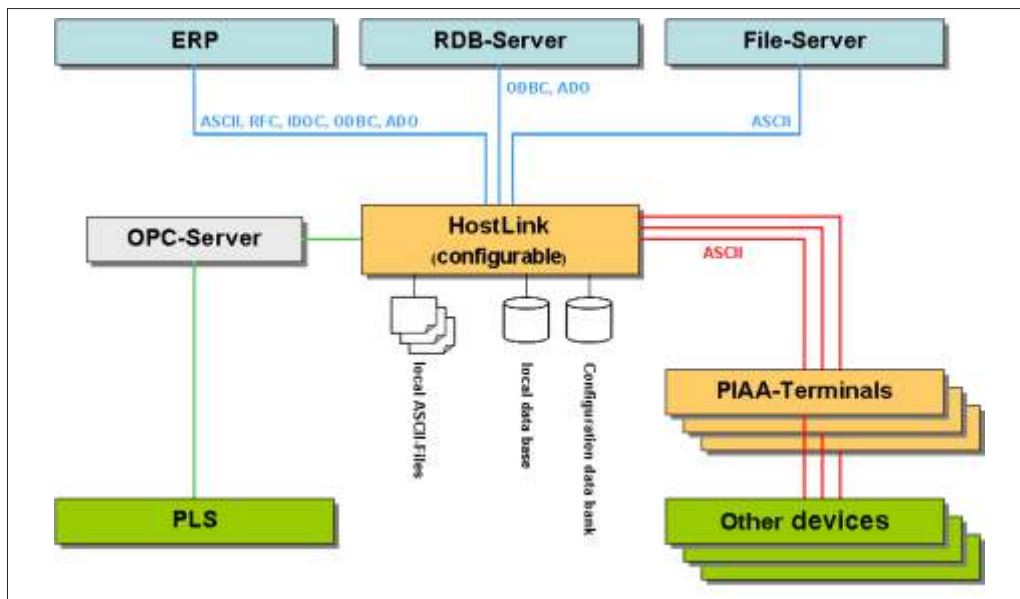 ERP
RDB-Server
File-Server
ODBC, ADO
ASCII, RFC, IDOC, ODBC, ADO
ASCII
HostLink
(configurable)
OPC-Server
ASCII
local ASCII-Files
local data base
Configuration data bank
PIAA-Terminals
PLS
Other devices